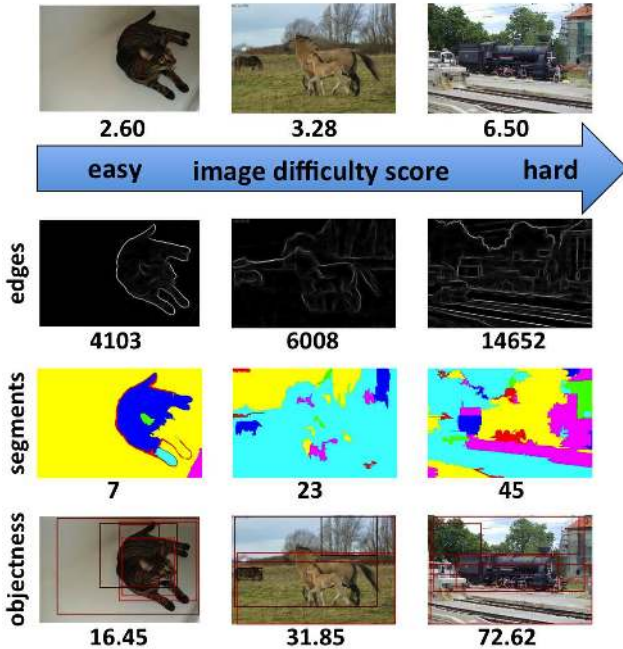 2.60 3.28 6.50
easy image difficulty score hard
edges
4103 6008 14652
segments
7 23 45
objectness
16.45 31.85 72.62